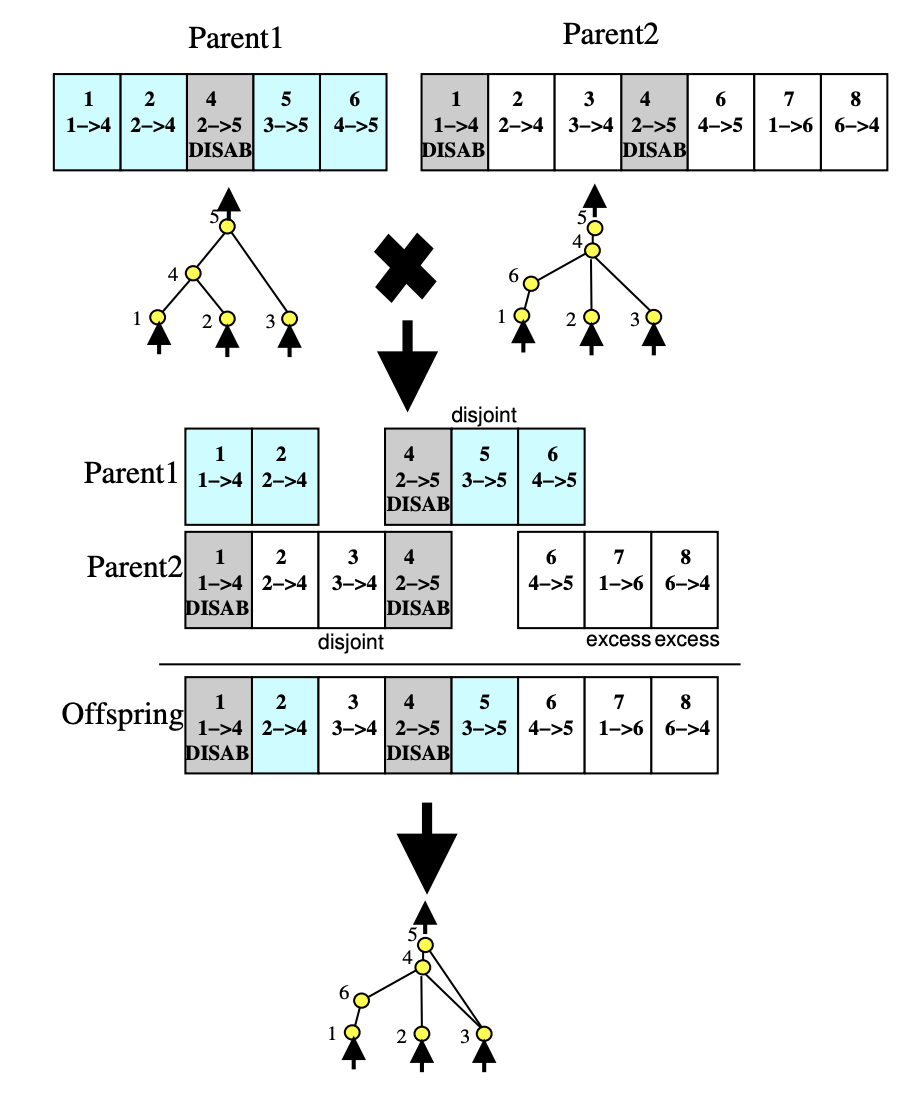 Parent1
Parent2
1 2 4 5 6
1->4 2->4 2->5 3->5 4->5
DISAB
1 2 3 4 6 7 8
1->4 2->4 3->4 2->5 4->5 1->6 6->4
DISAB DISAB
5
4
1 2 3
5
4
6
1 2 3
disjoint
Parent1
1 2 4 5 6
1->4 2->4 2->5 3->5 4->5
DISAB
Parent2
1 2 3 4 6 7 8
1->4 2->4 3->4 2->5 4->5 1->6 6->4
DISAB DISAB
disjoint excess excess
Offspring
1 2 3 4 5 6 7 8
1->4 2->4 3->4 2->5 3->5 4->5 1->6 6->4
DISAB DISAB
5
4
6
1 2 3